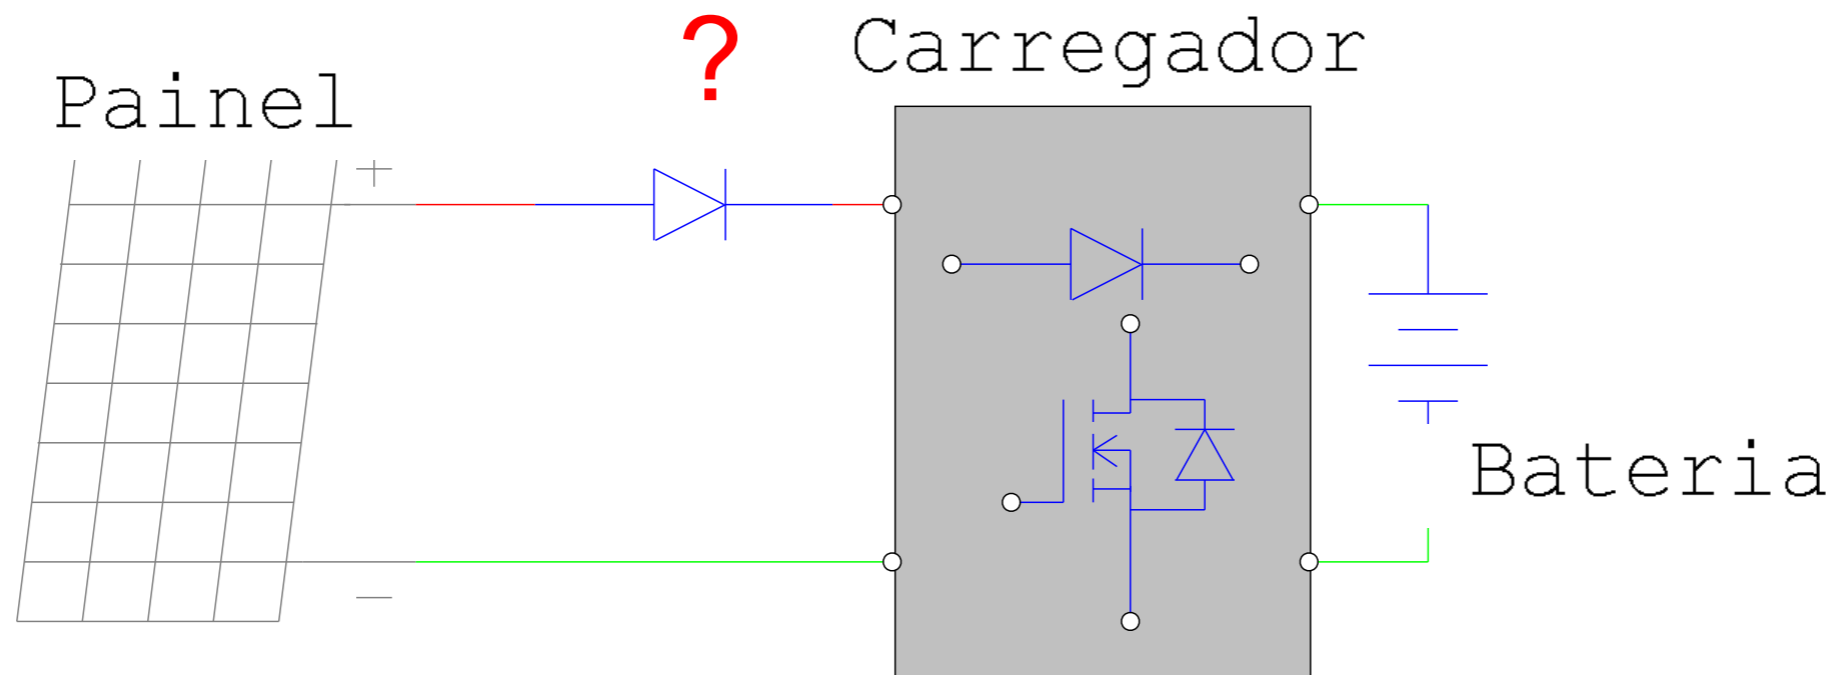 ?
Carregador
Painel
+
Bateria
—